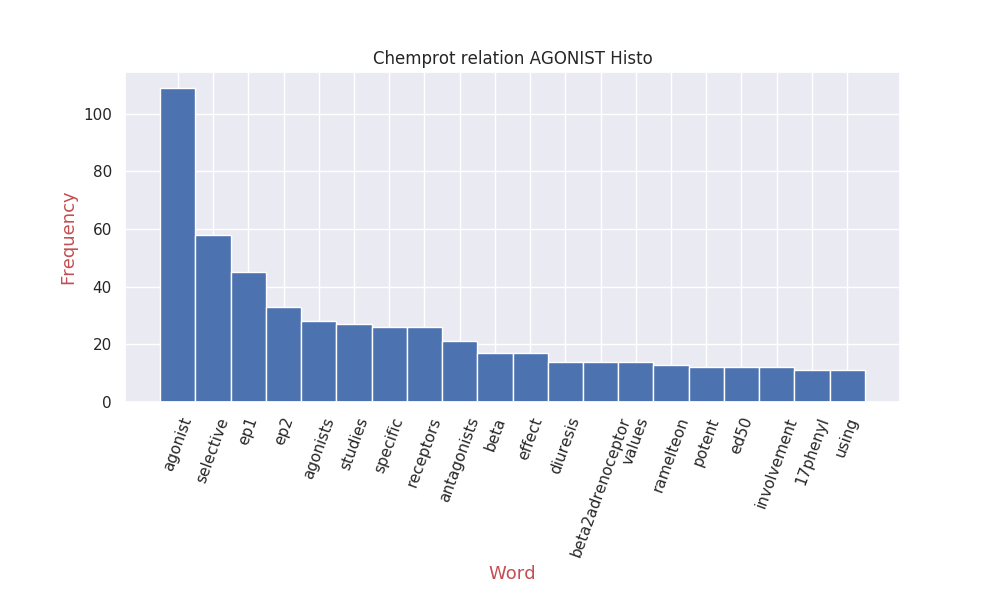 Chemprot relation AGONIST Histo
Frequency
100
80
60
40
20
0
agonist
selective
ep1
ep2
agonists
studies
specific
receptors
antagonists
beta
effect
diuresis
beta2adrenoceptor
values
ramelteon
potent
ed50
involvement
17phenyl
using
Word